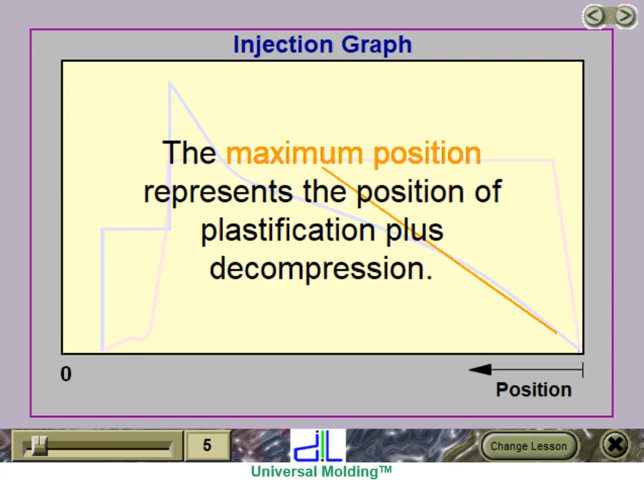 Injection Graph
The maximum position
represents the position of
plastification plus
decompression.
0
Position
5
diL
Change Lesson
Universal Molding™